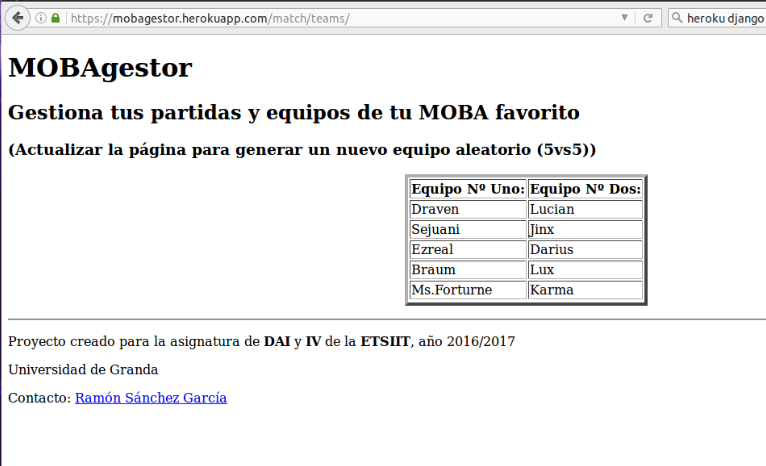 https://mobagestor.herokuapp.com/match/teams/ heroku django
MOBAgestor
Gestiona tus partidas y equipos de tu MOBA favorito
(Actualizar la página para generar un nuevo equipo aleatorio (5vs5))
Equipo Nº Uno: Equipo Nº Dos:
Draven Lucian
Sejuani Jinx
Ezreal Darius
Braum Lux
Ms.Forturne Karma
Proyecto creado para la asignatura de DAI y IV de la ETSIIT, año 2016/2017
Universidad de Granda
Contacto: Ramón Sánchez García